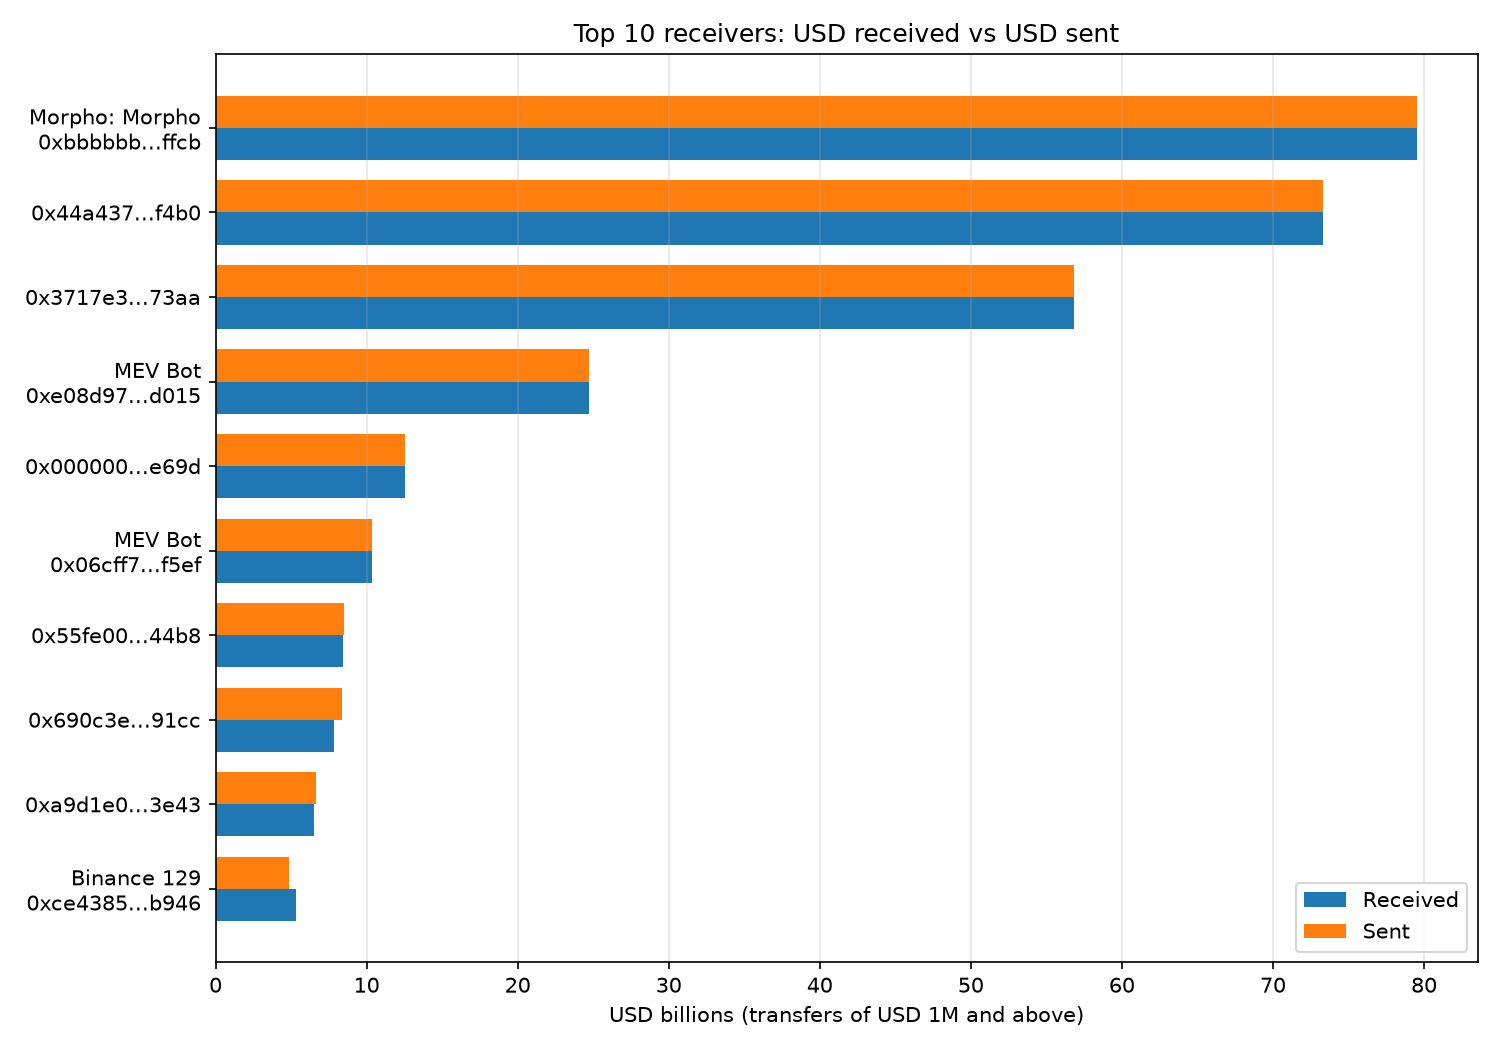 Top 10 receivers: USD received vs USD sent
Morpho: Morpho
0xbbbbbb...ffcb
0x44a437...f4b0
0x3717e3...73aa
MEV Bot
0xe08d97...d015
0x000000...e69d
MEV Bot
0x06cff7...f5ef
0x55fe00...44b8
0x690c3e...91cc
0xa9d1e0...3e43
Binance 129
0xce4385...b946
Received
Sent
0 10 20 30 40 50 60 70 80
USD billions (transfers of USD 1M and above)